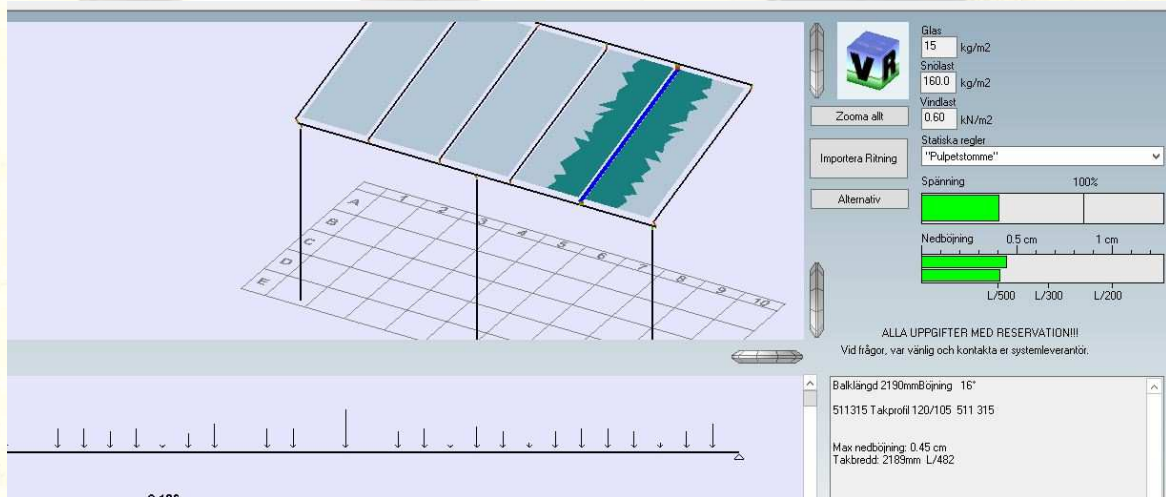 Glas
15 kg/m2
Snölast
160.0 kg/m2
Vindlast
0.60 kN/m2
Statiska regler
"Pulpetstomme"
VR
Zooma allt
Importera Ritning
Alternativ
Spänning 100%
Nedböjning 0.5 cm 1 cm
L/500 L/300 L/200
A 1 2 3 4 5 6 7 8 9 10
B
C
D
E
ALLA UPPGIFTER MED RESERVATION!!!
Vid frågor, var vänlig och kontakta er systemleverantör.
Balklängd 2190mmBöjning 16°
511315 Takprofil 120/105 511 315
Max nedböjning: 0.45 cm
Takbredd: 2189mm L/482